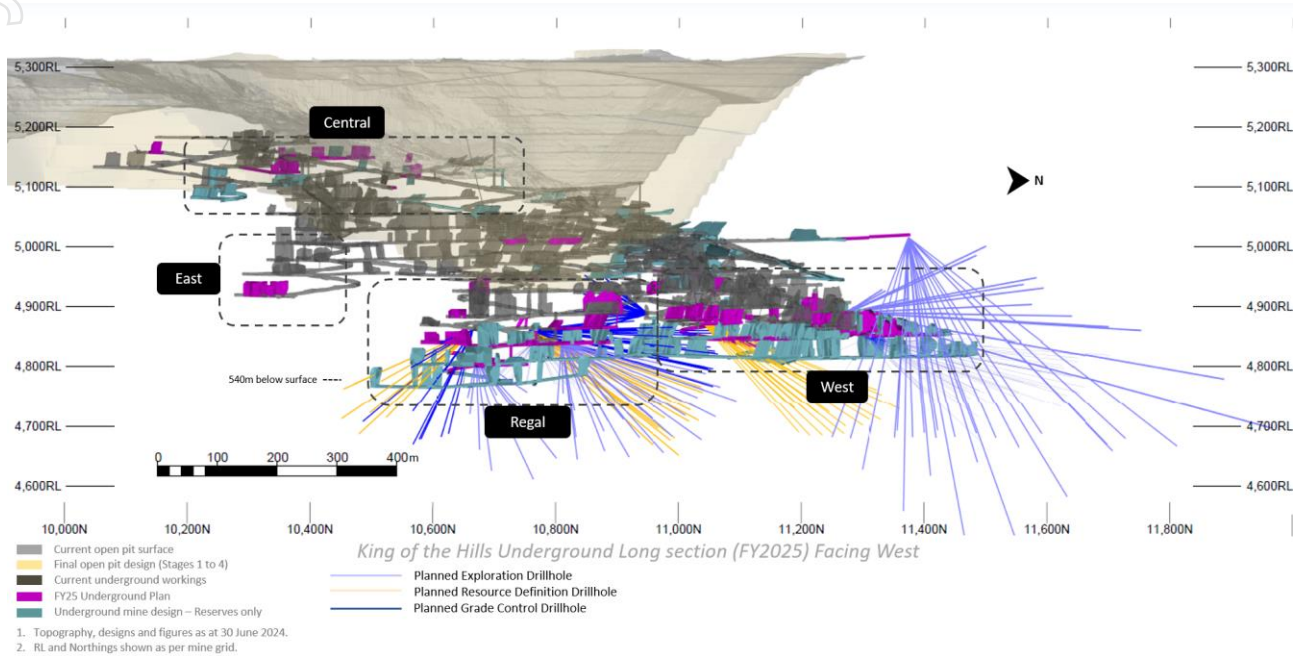 5,300RL
5,300RL
5,200RL
5,200RL
Central
5,100RL
5,100RL
N
5,000RL
5,000RL
East
4,900RL
4,900RL
540m below surface
4,800RL
4,800RL
West
Regal
4,700RL
4,700RL
0 100 200 300 400m
4,600RL
4,600RL
10,000N 10,200N 10,400N 10,600N 10,800N 11,000N 11,200N 11,400N 11,600N 11,800N
King of the Hills Underground Long section (FY2025) Facing West
Current open pit surface
Final open pit design (Stages 1 to 4)
Current underground workings
FY25 Underground Plan
Underground mine design – Reserves only
Planned Exploration Drillhole
Planned Resource Definition Drillhole
Planned Grade Control Drillhole
1. Topography, designs and figures as at 30 June 2024.
2. RL and Northings shown as per mine grid.